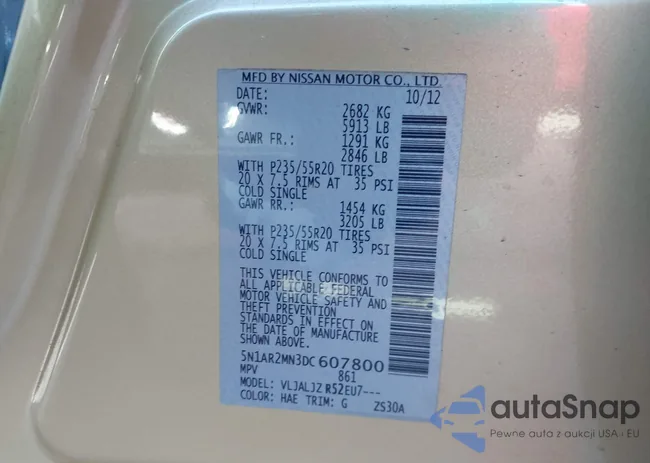 MFD BY NISSAN MOTOR CO., LTD.
DATE: 10/12
GVWR: 2682 KG
5913 LB
GAWR FR.: 1291 KG
2846 LB
WITH P235/55R20 TIRES
20 X 7.5 RIMS AT 35 PSI
COLD SINGLE
GAWR RR.: 1454 KG
3205 LB
WITH P235/55R20 TIRES
20 X 7.5 RIMS AT 35 PSI
COLD SINGLE
THIS VEHICLE CONFORMS TO
ALL APPLICABLE FEDERAL
MOTOR VEHICLE SAFETY AND
THEFT PREVENTION
STANDARDS IN EFFECT ON
THE DATE OF MANUFACTURE
SHOWN ABOVE.
5N1AR2MN3DC607800
MPV 861
MODEL: VLJALJZ R52EU7---
COLOR: HAE TRIM: G ZS30A
autaSnap
Pewne auta z aukcji USA i EU